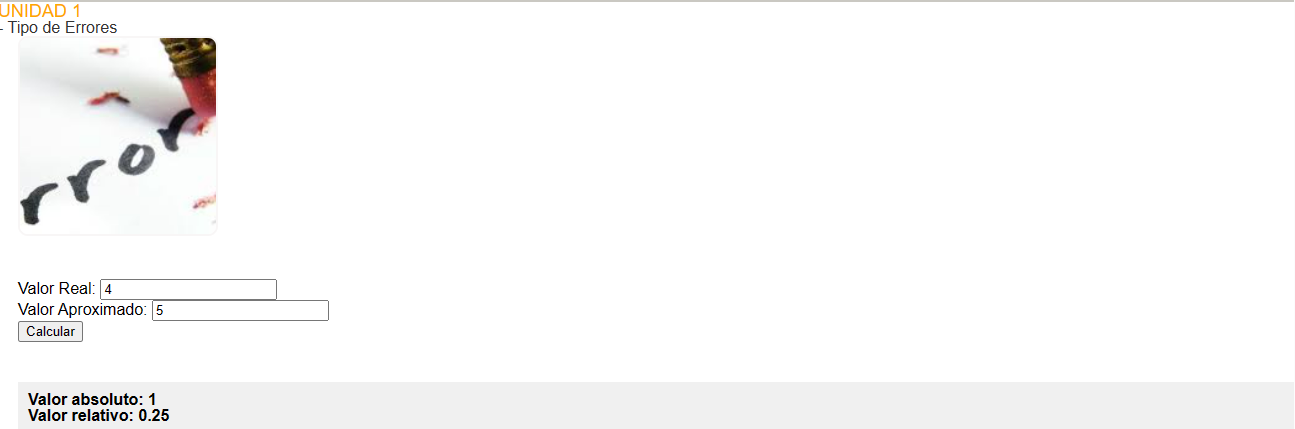 UNIDAD 1
- Tipo de Errores
rror
Valor Real: 4
Valor Aproximado: 5
Calcular
Valor absoluto: 1
Valor relativo: 0.25